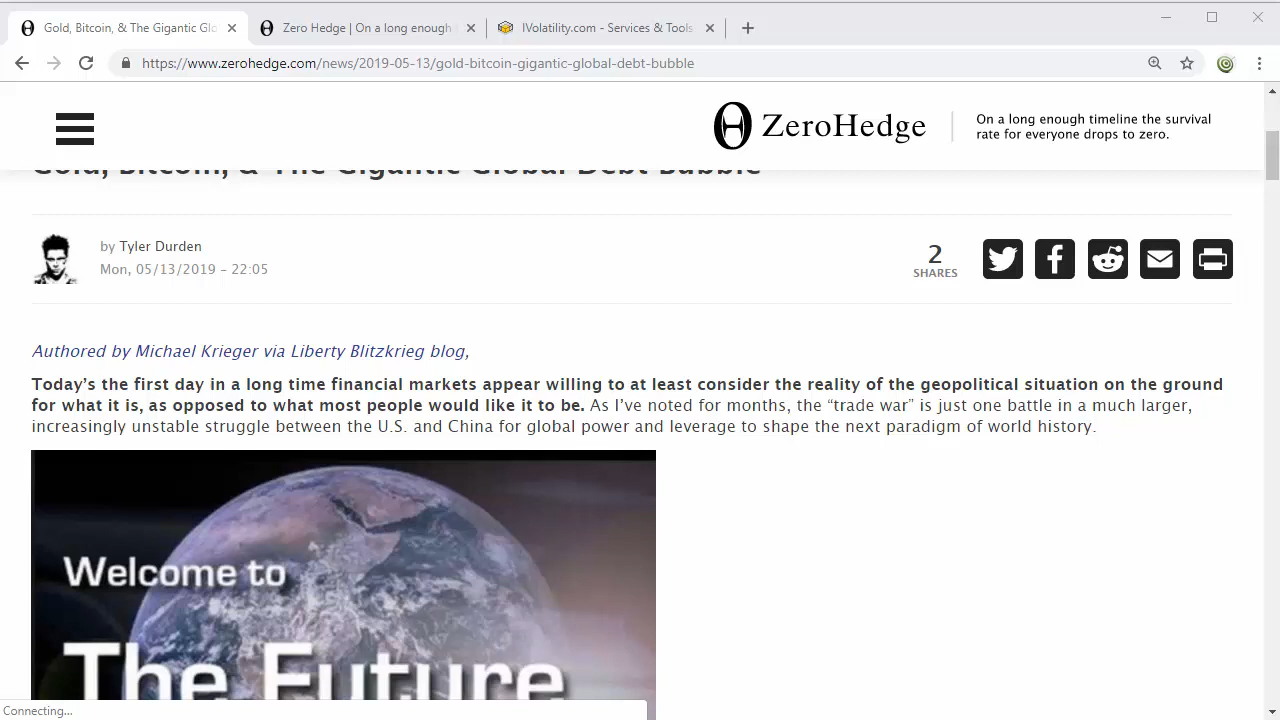 Gold, Bitcoin, & The Gigantic Glo
Zero Hedge | On a long enough
IVolatility.com - Services & Tools
https://www.zerohedge.com/news/2019-05-13/gold-bitcoin-gigantic-global-debt-bubble
ZeroHedge
On a long enough timeline the survival
rate for everyone drops to zero.
Gold, Bitcoin, & The Gigantic Global Debt Bubble
by Tyler Durden
Mon, 05/13/2019 – 22:05
2
SHARES
Authored by Michael Krieger via Liberty Blitzkrieg blog,
Today's the first day in a long time financial markets appear willing to at least consider the reality of the geopolitical situation on the ground
for what it is, as opposed to what most people would like it to be. As I've noted for months, the “trade war” is just one battle in a much larger,
increasingly unstable struggle between the U.S. and China for global power and leverage to shape the next paradigm of world history.
Welcome to
The Future
Connecting...